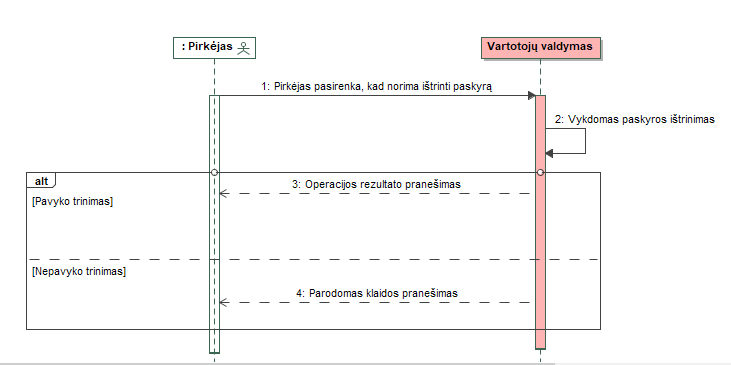 : Pirkėjas
Vartotojų valdymas
1: Pirkėjas pasirenka, kad norima ištrinti paskyrą
2: Vykdomas paskyros ištrinimas
alt
3: Operacijos rezultato pranešimas
[Pavyko trinimas]
[Nepavyko trinimas]
4: Parodomas klaidos pranešimas